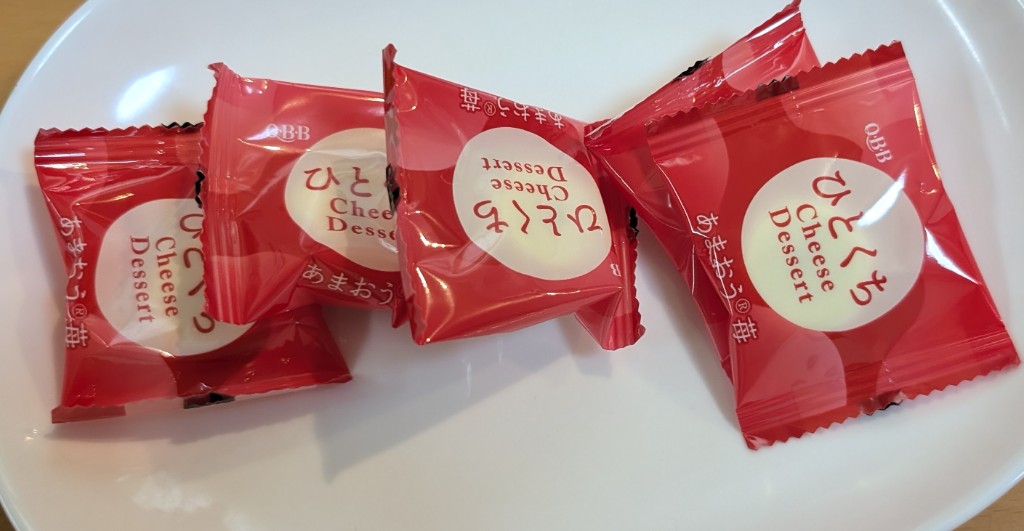 ひとくち
Cheese
Dessert
あまおう®苺
QBB
ひと
Chee
Desse
あまおう
あまおう®苺
ひとくち
Cheese
Dessert
B
QBB
ひとくち
Cheese
Dessert
あまおう®苺